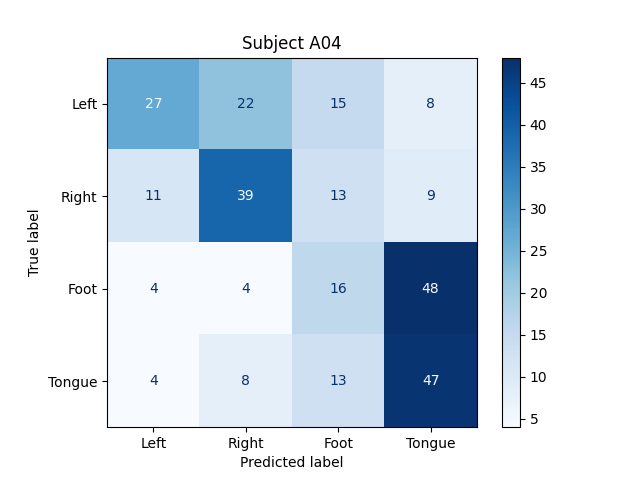 Subject A04
True label
Left 27 22 15 8
Right 11 39 13 9
Foot 4 4 16 48
Tongue 4 8 13 47
Left Right Foot Tongue
Predicted label
45
40
35
30
25
20
15
10
5